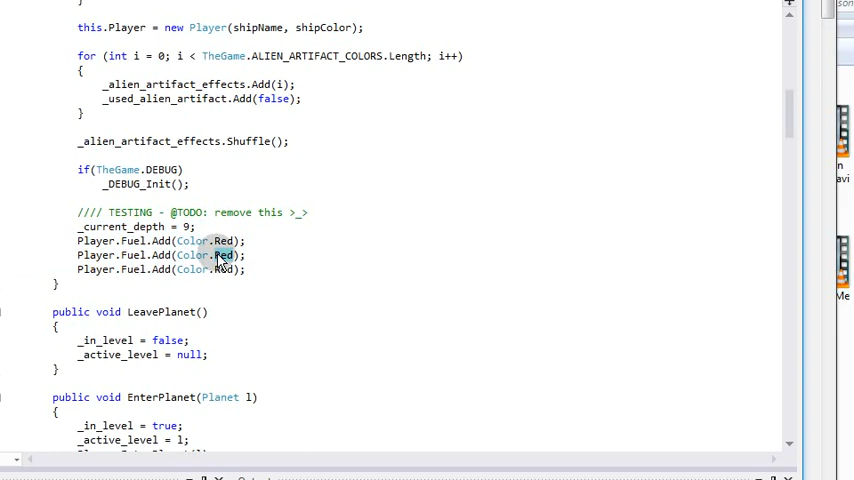 }
this.Player = new Player(shipName, shipColor);
for (int i = 0; i < TheGame.ALIEN_ARTIFACT_COLORS.Length; i++)
{
_alien_artifact_effects.Add(i);
_used_alien_artifact.Add(false);
}
_alien_artifact_effects.Shuffle();
if(TheGame.DEBUG)
_DEBUG_Init();
//// TESTING - @TODO: remove this >_>
_current_depth = 9;
Player.Fuel.Add(Color.Red);
Player.Fuel.Add(Color.Red);
Player.Fuel.Add(Color.Red);
}
public void LeavePlanet()
{
_in_level = false;
_active_level = null;
}
public void EnterPlanet(Planet l)
{
_in_level = true;
_active_level = l;